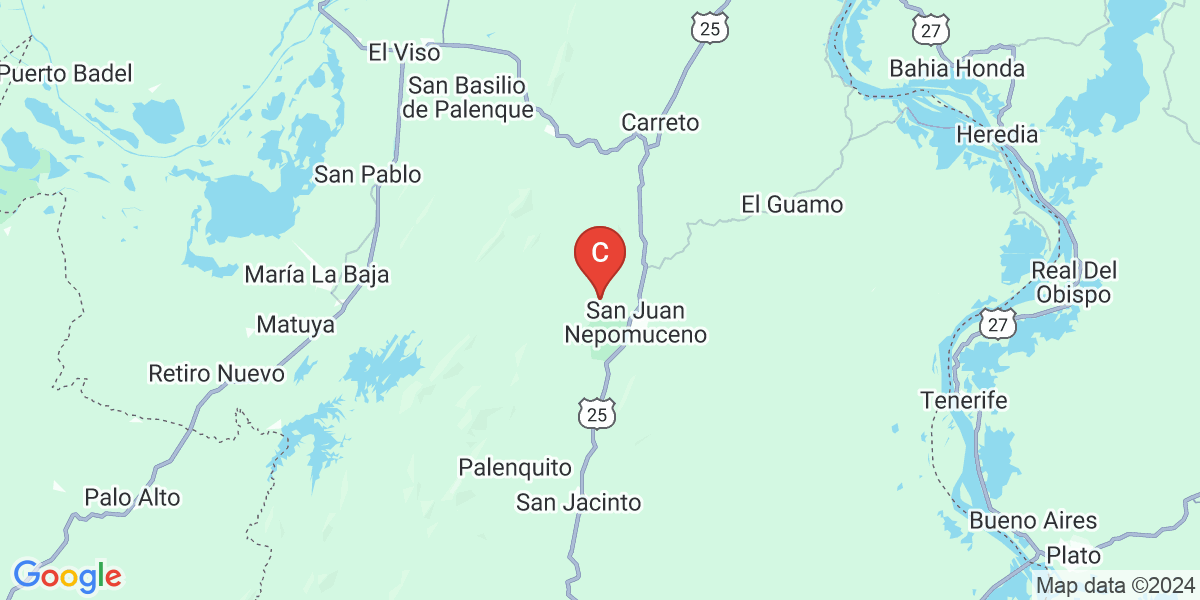 25
27
El Viso
Bahia Honda
Puerto Badel
San Basilio
de Palenque
Carreto
Heredia
San Pablo
El Guamo
C
María La Baja
Real Del
Obispo
San Juan
Nepomuceno
Matuya
27
Retiro Nuevo
Tenerife
25
Palenquito
Palo Alto
San Jacinto
Bueno Aires
Plato
Google
Map data ©2024